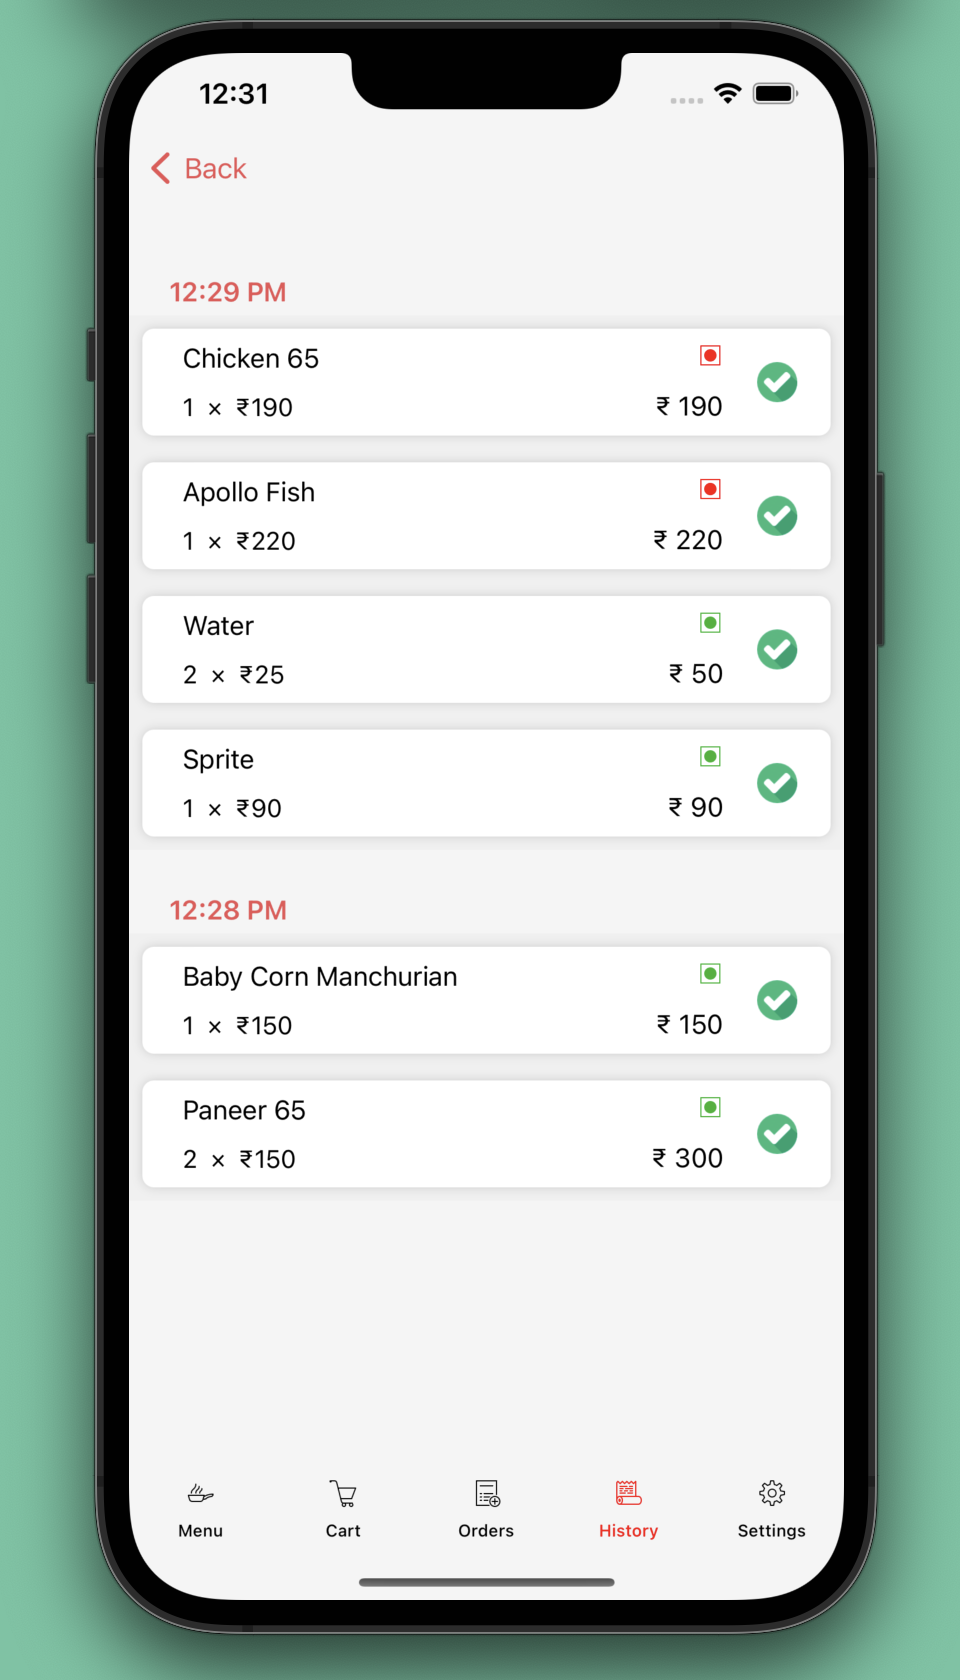 12:31
Back
12:29 PM
Chicken 65
1 × ₹190
₹ 190
Apollo Fish
1 × ₹220
₹ 220
Water
2 × ₹25
₹ 50
Sprite
1 × ₹90
₹ 90
12:28 PM
Baby Corn Manchurian
1 × ₹150
₹ 150
Paneer 65
2 × ₹150
₹ 300
Menu
Cart
Orders
History
Settings